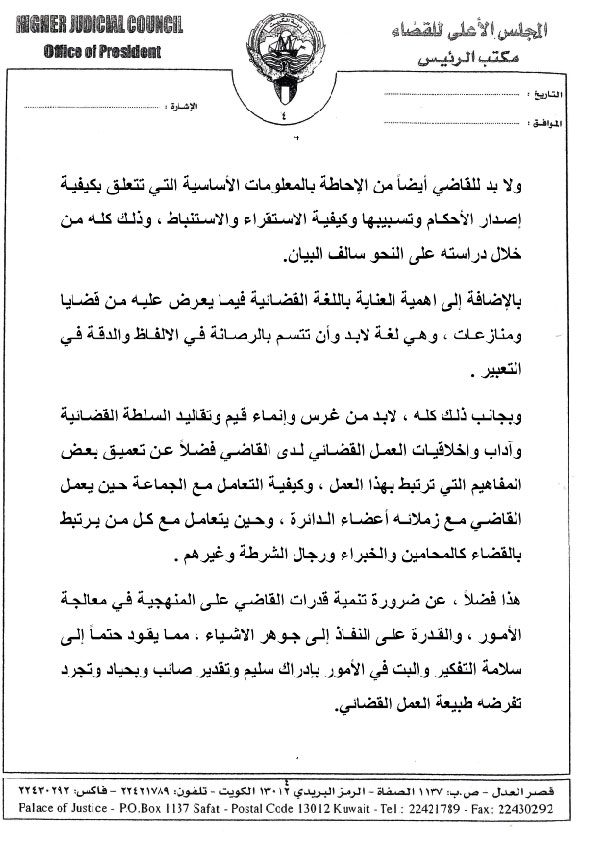 HIGHER JUDICIAL COUNCIL
المجلس الأعلى للقضاء
Office of President
مكتب الرئيس
التاريخ :
الإشارة :
الموافق :
٤
ولا بد للقاضي أيضاً من الإحاطة بالمعلومات الأساسية التي تتعلق بكيفية
إصدار الأحكام وتسبيبها وكيفية الاستقراء والاستنباط ، وذلك كله من
خلال دراسته على النحو سالف البيان.
بالإضافة إلى اهمية العناية باللغة القضائية فيما يعرض عليه من قضايا
ومنازعات ، وهي لغة لابد وأن تتسم بالرصانة في الالفاظ والدقة في
التعبير .
وبجانب ذلك كله ، لابد من غرس وإنماء قيم وتقاليد السلطة القضائية
وآداب واخلاقيات العمل القضائي لدى القاضي فضلاً عن تعميق بعض
المفاهيم التي ترتبط بهذا العمل ، وكيفية التعامل مع الجماعة حين يعمل
القاضي مع زملائه أعضاء الدائرة ، وحين يتعامل مع كل من يرتبط
بالقضاء كالمحامين والخبراء ورجال الشرطة وغيرهم .
هذا فضلاً ، عن ضرورة تنمية قدرات القاضي على المنهجية في معالجة
الأمور ، والقدرة على النفذ إلى جوهر الاشياء ، مما يقود حتماً إلى
سلامة التفكير والبت في الأمور بإدراك سليم وتقدير صائب وبحياد وتجرد
تفرضه طبيعة العمل القضائي.
٤
قصر العدل - ص.ب: ١١٣٧ الصفاة - الرمز البريدي ١٣٠١٢ الكويت - تلفون: ٢٢٤٢١٧٨٩ - فاكس: ٢٢٤٣٠٢٩٢
Palace of Justice - P.O.Box 1137 Safat - Postal Code 13012 Kuwait - Tel : 22421789 - Fax: 22430292